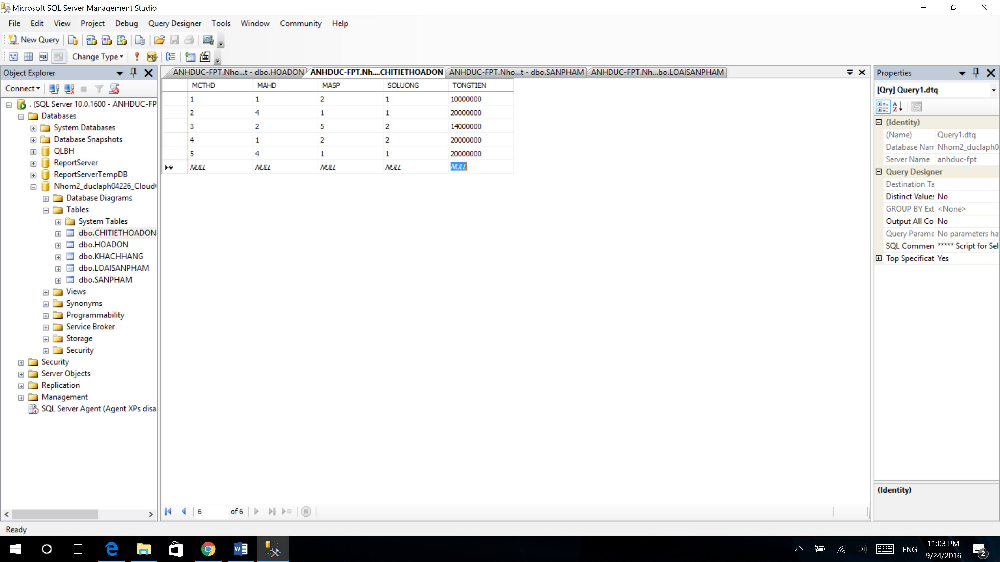 Microsoft SQL Server Management Studio
File Edit View Project Debug Query Designer Tools Window Community Help
New Query
Change Type
Object Explorer
Connect
. (SQL Server 10.0.1600 - ANHDUC-FP
Databases
System Databases
Database Snapshots
QLBH
ReportServer
ReportServerTempDB
Nhom2_duclaph04226_Cloud
Database Diagrams
Tables
System Tables
dbo.CHITIETHOADON
dbo.HOADON
dbo.KHACHHANG
dbo.LOAISANPHAM
dbo.SANPHAM
Views
Synonyms
Programmability
Service Broker
Storage
Security
Security
Server Objects
Replication
Management
SQL Server Agent (Agent XPs disa
ANHDUC-FPT.Nho...t - dbo.HOADON ANHDUC-FPT.Nh....CHITIETHOADON ANHDUC-FPT.Nho...t - dbo.SANPHAM ANHDUC-FPT.Nh...bo.LOAISANPHAM
MCTHD MAHD MASP SOLUONG TONGTIEN
1 1 2 1 10000000
2 4 1 1 20000000
3 2 5 2 14000000
4 1 2 2 20000000
5 4 1 1 20000000
NULL NULL NULL NULL NULL
6 of 6
Properties
[Qry] Query1.dtq
(Identity)
(Name) Query1.dtq
Database Nam Nhom2_duclaph0
Server Name anhduc-fpt
Query Designer
Destination Ta
Distinct Values No
GROUP BY Ext <None>
Output All Co No
Query Parame No parameters ha
SQL Commen ***** Script for Sel
Top Specificat Yes
(Identity)
Ready
ENG
11:03 PM
9/24/2016
2